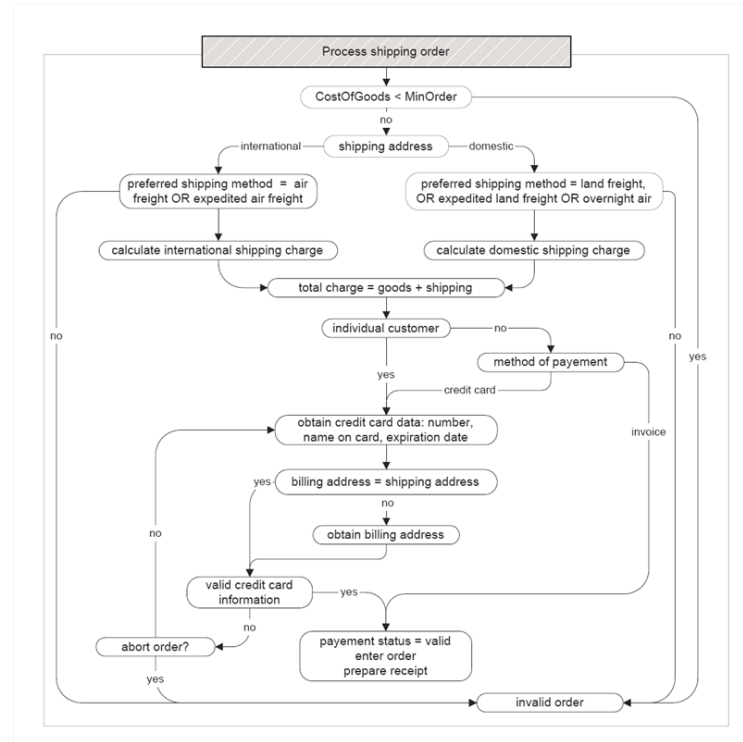 Process shipping order
CostOfGoods < MinOrder
no
international
shipping address
domestic
preferred shipping method = air
freight OR expedited air freight
preferred shipping method = land freight,
OR expedited land freight OR overnight air
calculate international shipping charge
calculate domestic shipping charge
total charge = goods + shipping
no
individual customer
no
no
yes
method of payement
yes
credit card
obtain credit card data: number,
name on card, expiration date
invoice
yes
billing address = shipping address
no
no
obtain billing address
valid credit card
information
yes
no
abort order?
payement status = valid
enter order
prepare receipt
yes
invalid order